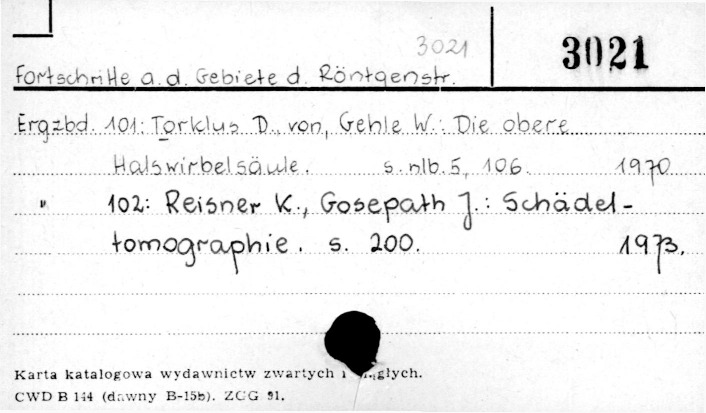 3021
3021
Fortschritte a.d. Gebiete d. Röntgenstr.
Ergzbd. 101: Torklus D., von, Gehle W.: Die obere
Halswirbelsäule. s. nlb. 5, 106. 1970
" 102: Reisner K., Gosepath J.: Schädel-
tomographie. s. 200. 1973.
Karta katalogowa wydawnictw zwartych i
CWD B 144 (dawny B-15b). ZCG 91.